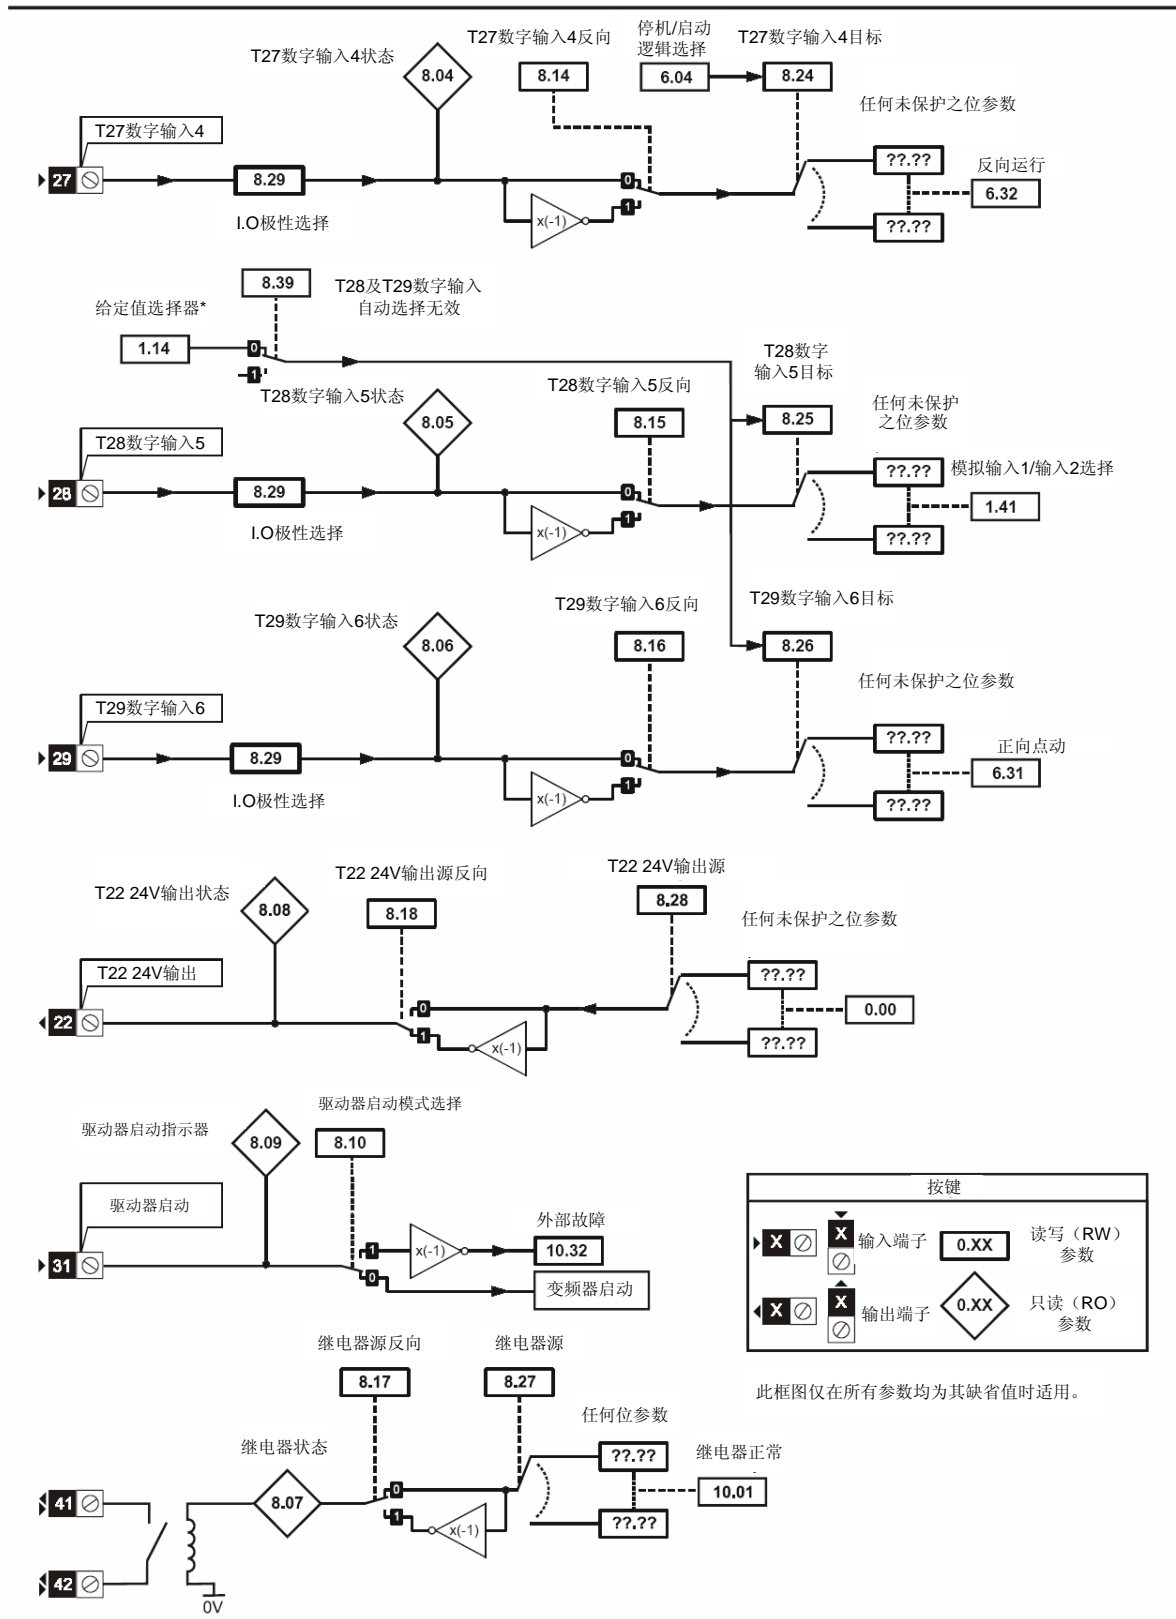 T27数字输入4状态
8.04
T27数字输入4反向
8.14
停机/启动
逻辑选择
6.04
T27数字输入4目标
8.24
任何未保护之位参数
T27数字输入4
27
8.29
I.O极性选择
x(-1)
0
1
??.??
??.??
反向运行
6.32
8.39
T28及T29数字输入
自动选择无效
给定值选择器*
1.14
0
1
T28数字输入5状态
8.05
T28数字输入5反向
8.15
T28数字
输入5目标
8.25
任何未保护
之位参数
T28数字输入5
28
8.29
I.O极性选择
x(-1)
0
1
??.??
??.??
模拟输入1/输入2选择
1.41
T29数字输入6状态
8.06
T29数字输入6反向
8.16
T29数字输入6目标
8.26
任何未保护之位参数
T29数字输入6
29
8.29
I.O极性选择
x(-1)
0
1
??.??
??.??
正向点动
6.31
T22 24V输出状态
8.08
T22 24V输出源反向
8.18
T22 24V输出源
8.28
任何未保护之位参数
T22 24V输出
22
0
1
x(-1)
??.??
??.??
0.00
驱动器启动指示器
8.09
驱动器启动模式选择
8.10
驱动器启动
31
1
0
x(-1)
外部故障
10.32
变频器启动
按键
X
X
输入端子
0.XX
读写（RW）
参数
X
X
输出端子
0.XX
只读（RO）
参数
此框图仅在所有参数均为其缺省值时适用。
继电器源反向
8.17
继电器源
8.27
任何位参数
继电器状态
8.07
0
1
x(-1)
??.??
??.??
继电器正常
10.01
41
42
0V